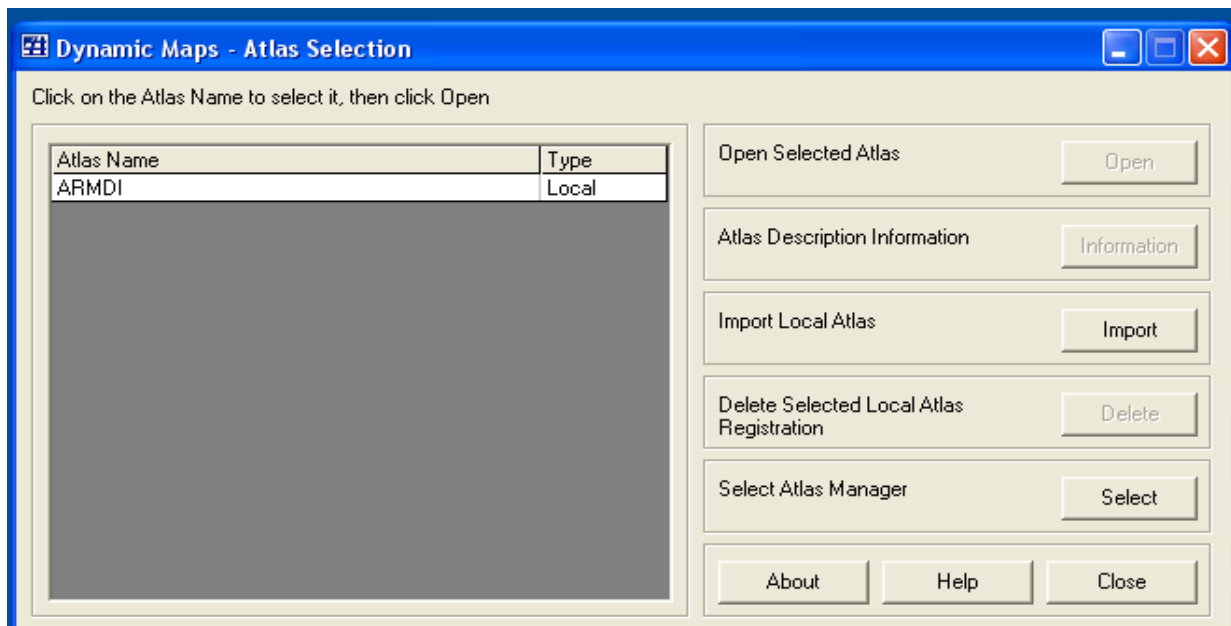 Dynamic Maps - Atlas Selection
Click on the Atlas Name to select it, then click Open
Atlas Name Type
ARMDI Local
Open Selected Atlas Open
Atlas Description Information Information
Import Local Atlas Import
Delete Selected Local Atlas
Registration
Delete
Select Atlas Manager Select
About Help Close